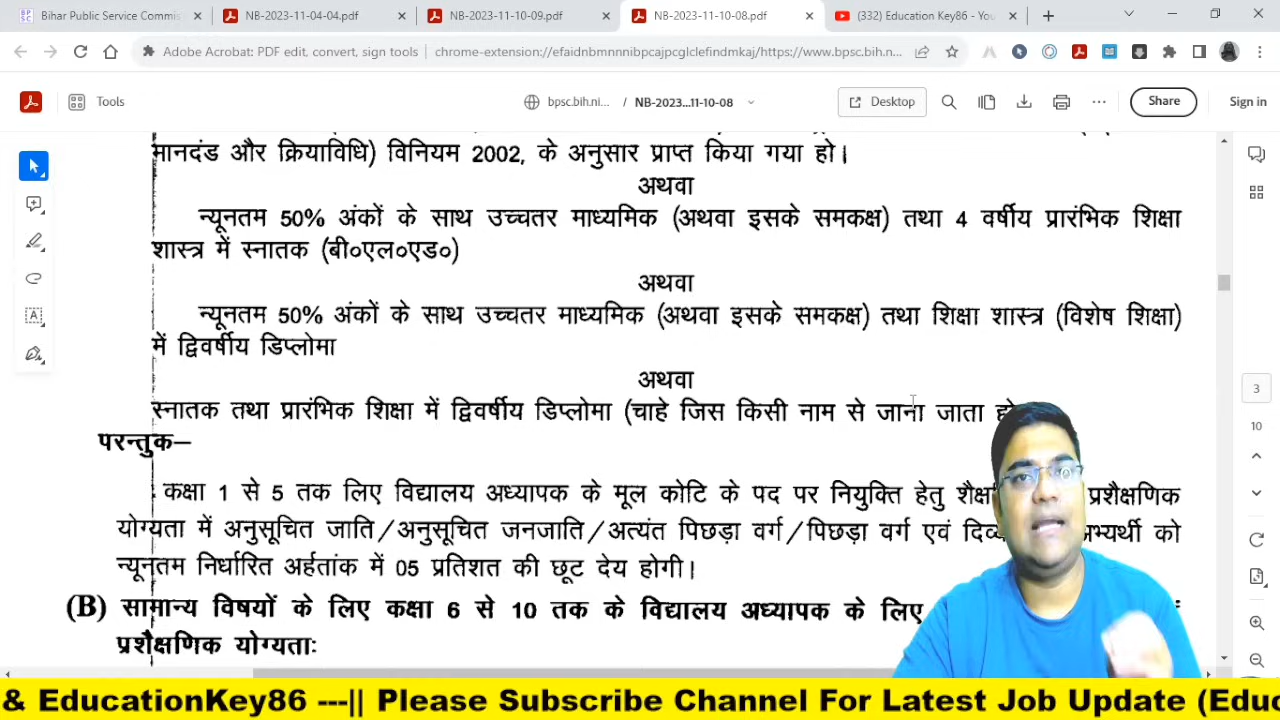 Bihar Public Service Commis
NB-2023-11-04-04.pdf
NB-2023-11-10-09.pdf
NB-2023-11-10-08.pdf
(332) Education Key86 - You
Adobe Acrobat: PDF edit, convert, sign tools
chrome-extension://efaidnbmnnnibpcajpcglclefindmkaj/https://www.bpsc.bih.n...
Tools
bpsc.bih.ni...
/ NB-2023...11-10-08
Desktop
Share
Sign in
मानदंड और क्रियाविधि) विनियम 2002, के अनुसार प्राप्त किया गया हो।
अथवा
न्यूनतम 50% अंकों के साथ उच्चतर माध्यमिक (अथवा इसके समकक्ष) तथा 4 वर्षीय प्रारंभिक शिक्षा
शास्त्र में स्नातक (बी०एल०एड०)
अथवा
न्यूनतम 50% अंकों के साथ उच्चतर माध्यमिक (अथवा इसके समकक्ष) तथा शिक्षा शास्त्र (विशेष शिक्षा)
में द्विवर्षीय डिप्लोमा
अथवा
स्नातक तथा प्रारंभिक शिक्षा में द्विवर्षीय डिप्लोमा (चाहे जिस किसी नाम से जाना जाता हो
परन्तुक–
कक्षा 1 से 5 तक लिए विद्यालय अध्यापक के मूल कोटि के पद पर नियुक्ति हेतु प्रशैक्षणिक
योग्यता में अनुसूचित जाति/अनुसूचित जनजाति/अत्यंत पिछड़ा वर्ग/पिछड़ा वर्ग एवं अभ्यर्थी को
न्यूनतम निर्धारित अर्हतांक में 05 प्रतिशत की छूट देय होगी।
(B) सामान्य विषयों के लिए कक्षा 6 से 10 तक के विद्यालय अध्यापक के लिए
प्रशैक्षणिक योग्यताः
3
10
& EducationKey86 ---|| Please Subscribe Channel For Latest Job Update (Educ